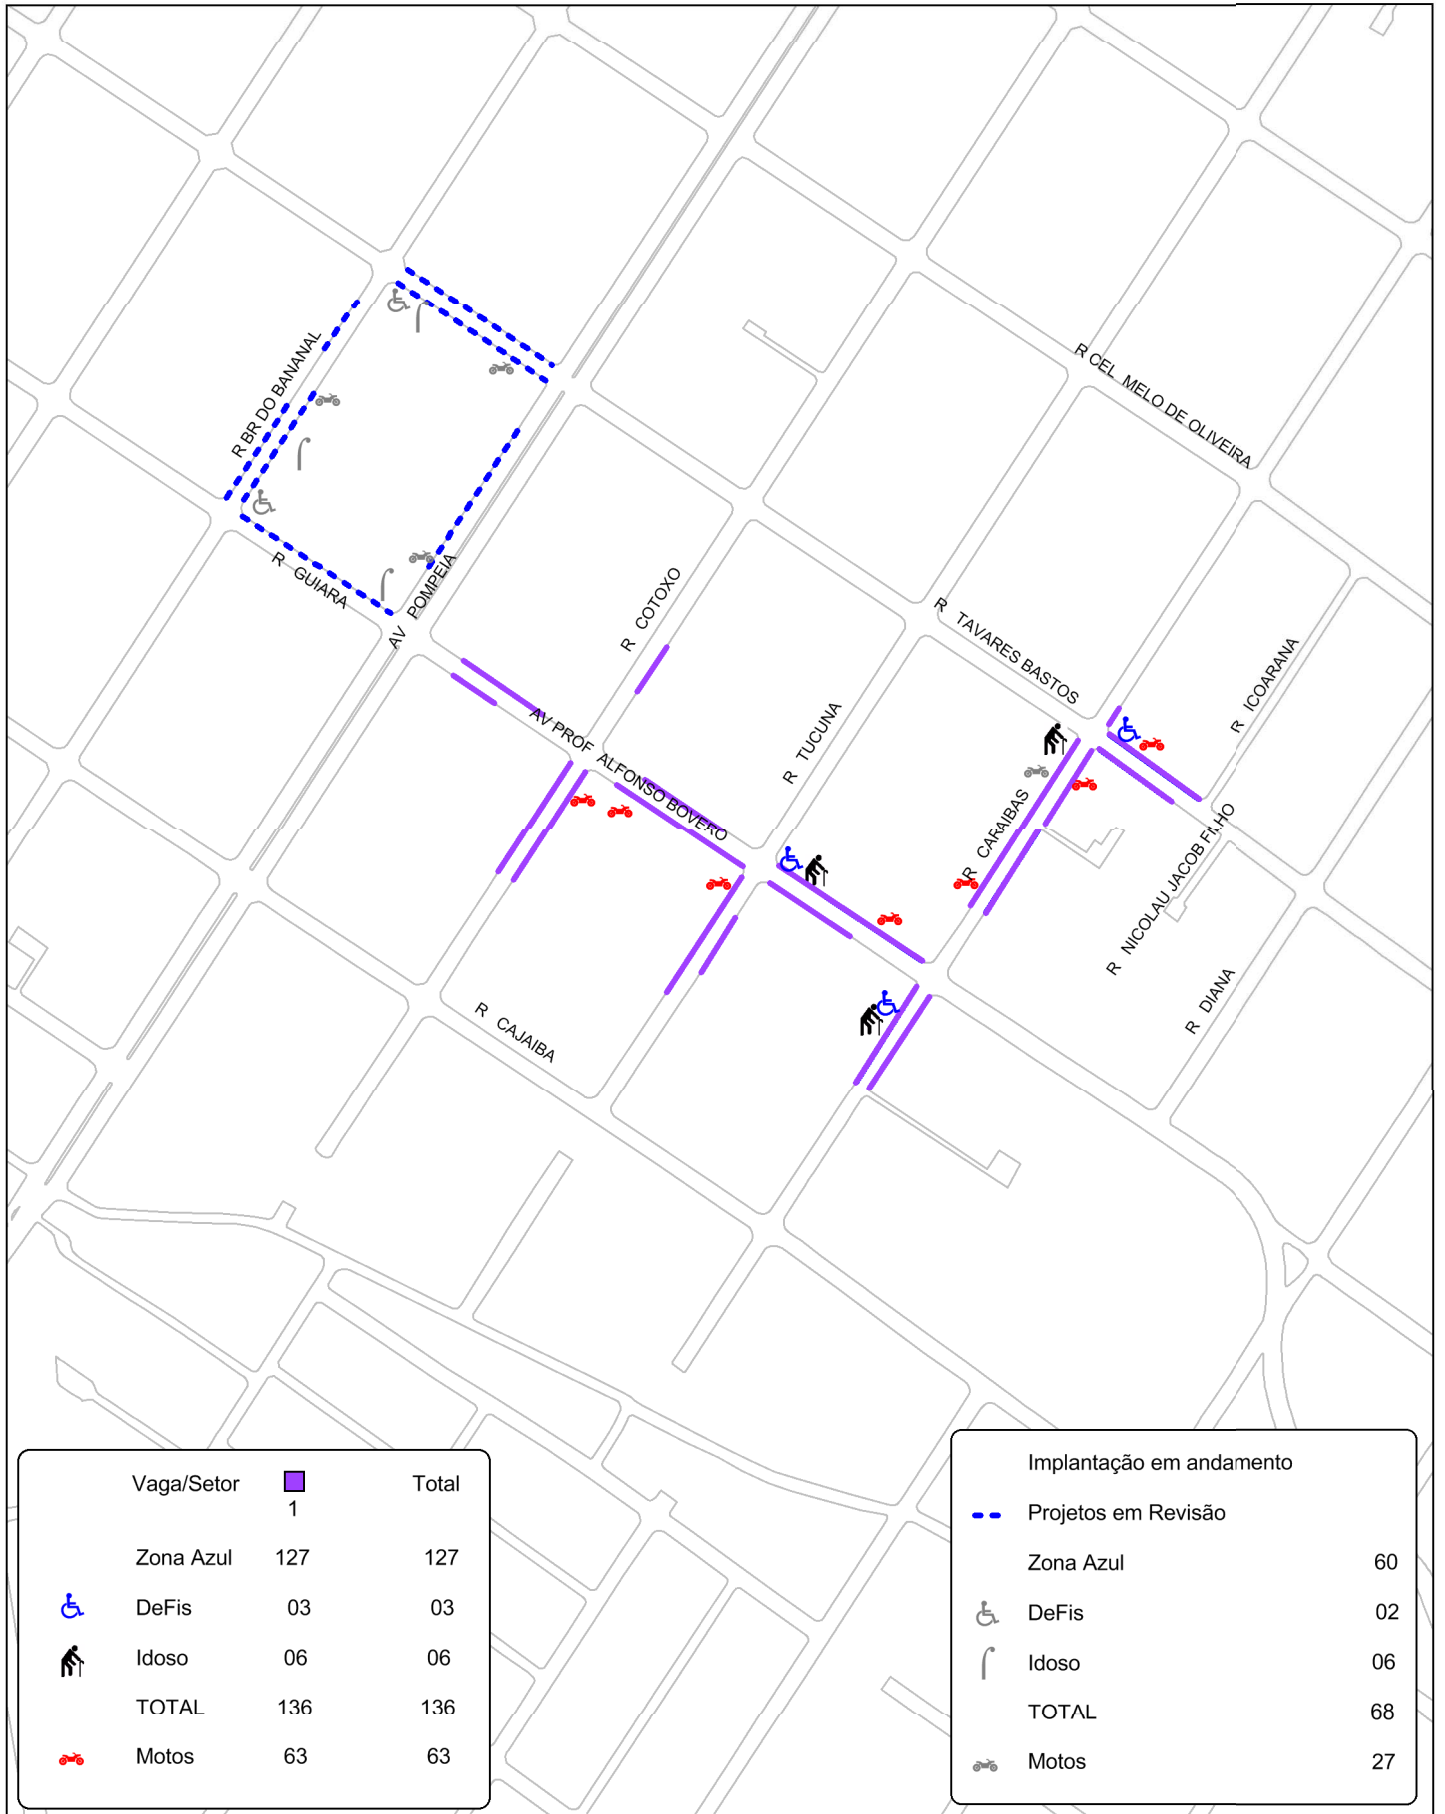 R BR DO BANANAL
R CEL MELO DE OLIVEIRA
R GUIARA
AV POMPEIA
R COTOXO
R TAVARES BASTOS
R ICOARANA
AV PROF ALFONSO BOVERO
R TUCUNA
R CARAIBAS
R NICOLAU JACOB FILHO
R DIANA
R CAJAIBA
Vaga/Setor Total
1
Zona Azul 127 127
DeFis 03 03
Idoso 06 06
TOTAL 136 136
Motos 63 63
Implantação em andamento
Projetos em Revisão
Zona Azul 60
DeFis 02
Idoso 06
TOTAL 68
Motos 27